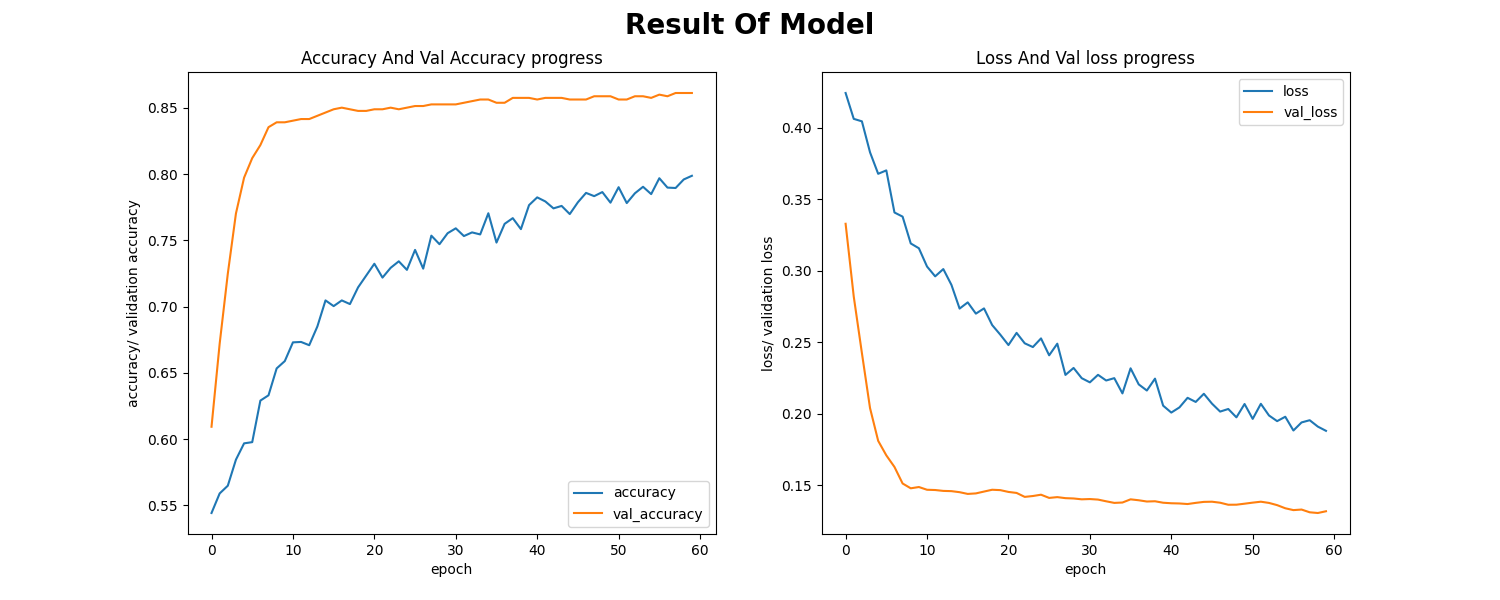 Result Of Model
Accuracy And Val Accuracy progress
accuracy/ validation accuracy
0.85
0.80
0.75
0.70
0.65
0.60
0.55
accuracy
val_accuracy
0 10 20 30 40 50 60
epoch
Loss And Val loss progress
loss/ validation loss
loss
val_loss
0.40
0.35
0.30
0.25
0.20
0.15
0 10 20 30 40 50 60
epoch